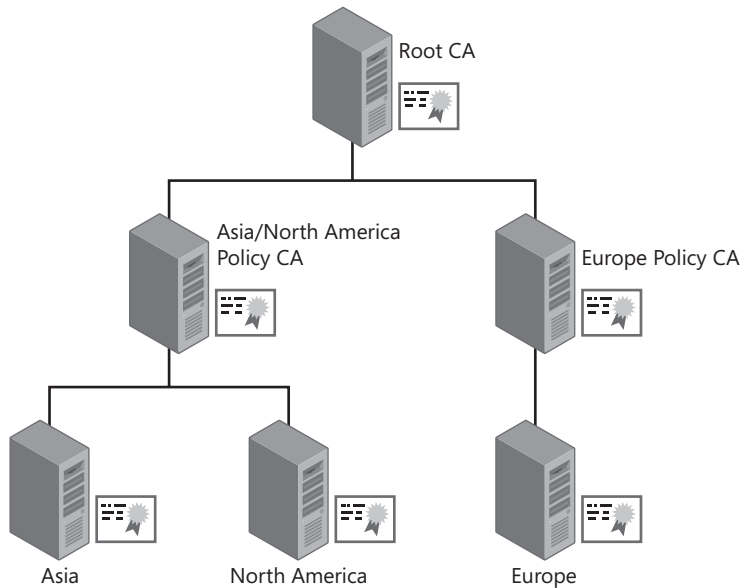 Root CA
Asia/North America
Policy CA
Europe Policy CA
Asia
North America
Europe